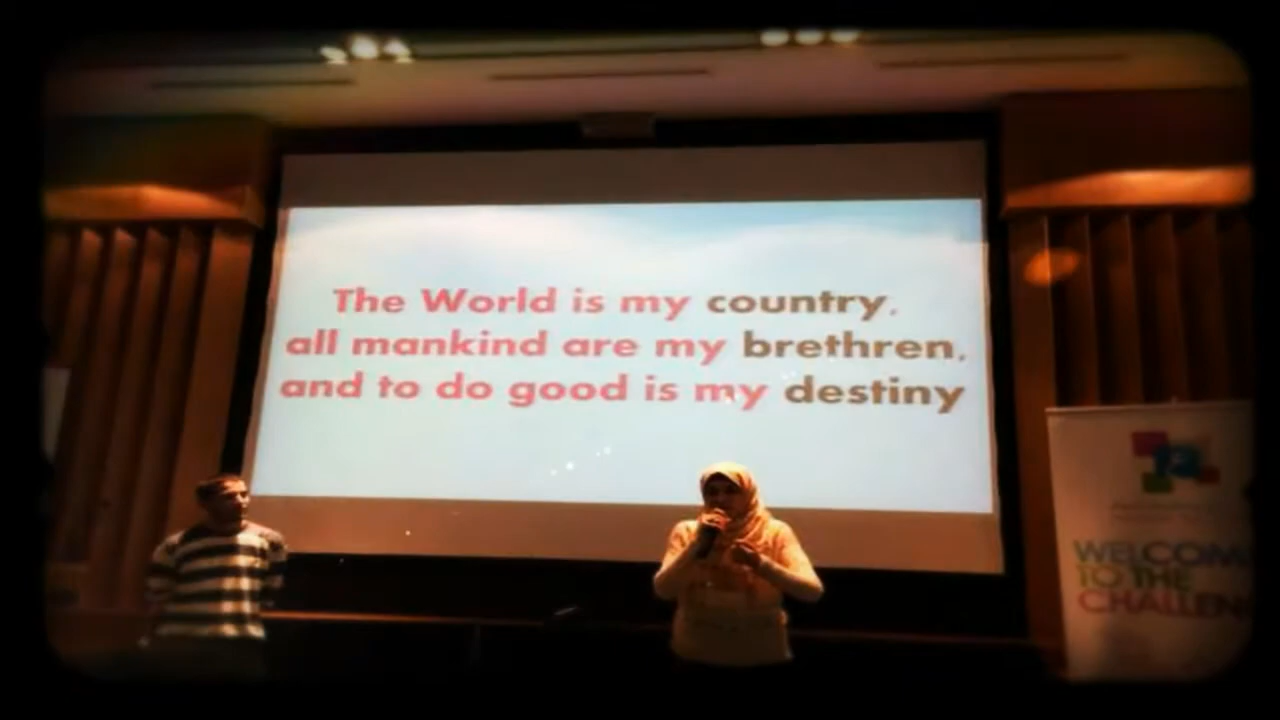 The World is my country,
all mankind are my brethren,
and to do good is my destiny
WELCOM
TO THE
CHALLEN